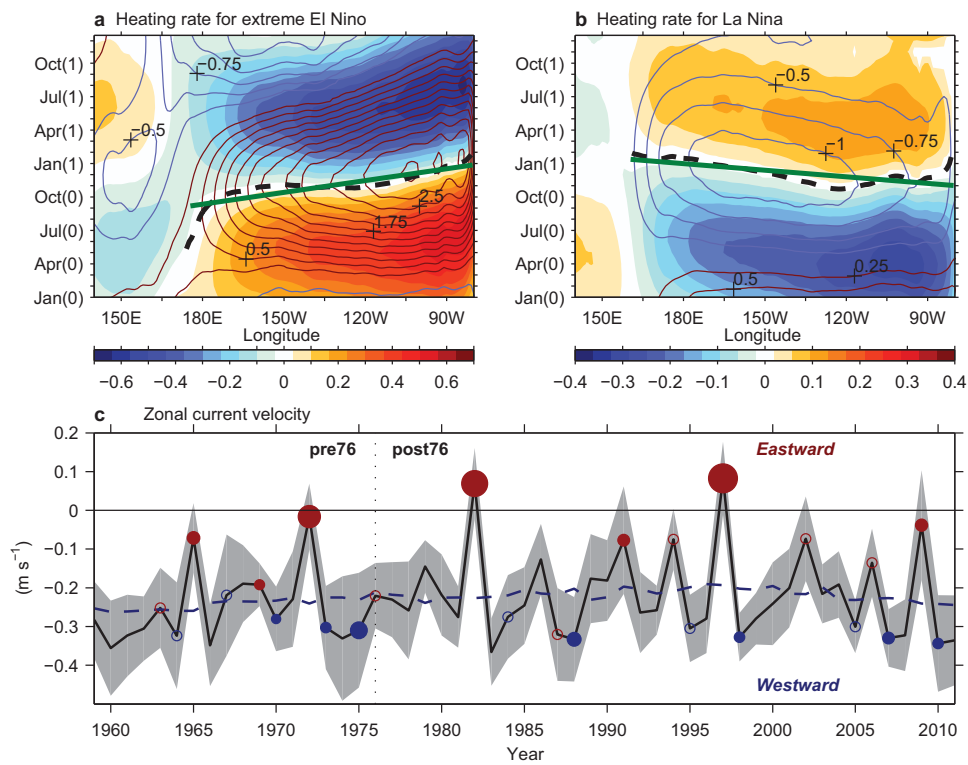 a Heating rate for extreme El Nino
b Heating rate for La Nina
Oct(1)
Jul(1)
Apr(1)
Jan(1)
Oct(0)
Jul(0)
Apr(0)
Jan(0)
−0.75
−0.5
2.5
1.75
0.5
150E 180E 150W 120W 90W
Longitude
−0.6 −0.4 −0.2 0 0.2 0.4 0.6
Oct(1)
Jul(1)
Apr(1)
Jan(1)
Oct(0)
Jul(0)
Apr(0)
Jan(0)
−0.5
−0.75
−1
0.25
0.5
150E 180E 150W 120W 90W
Longitude
−0.4 −0.3 −0.2 −0.1 0 0.1 0.2 0.3 0.4
c Zonal current velocity
pre76 post76
Eastward
Westward
0.2
0.1
0
−0.1
−0.2
−0.3
−0.4
(m s⁻¹)
1960 1965 1970 1975 1980 1985 1990 1995 2000 2005 2010
Year